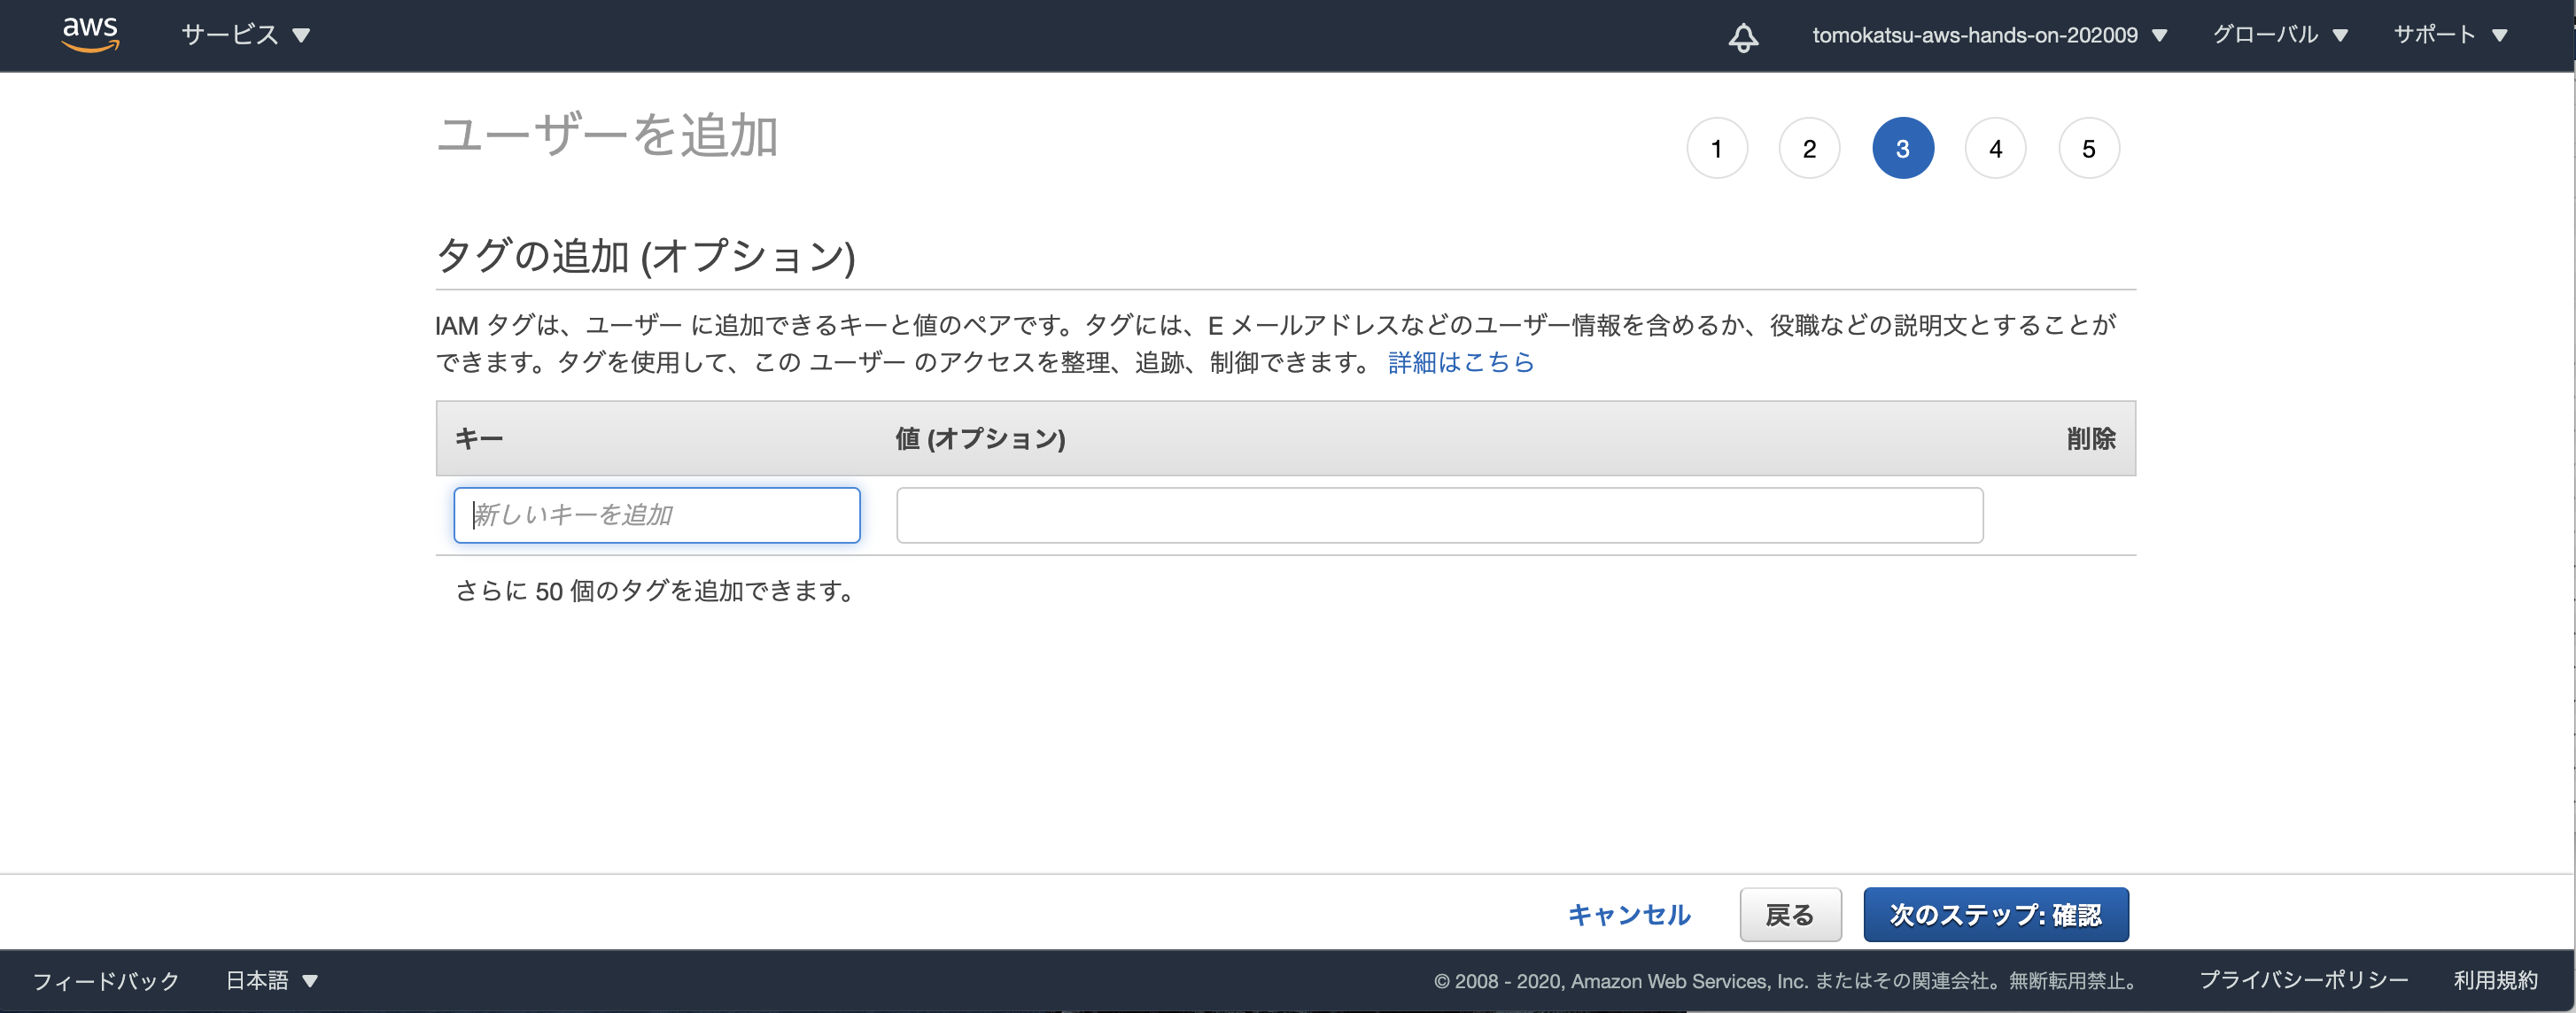 aws サービス tomokatsu-aws-hands-on-202009 グローバル サポート
ユーザーを追加
1 2 3 4 5
タグの追加 (オプション)
IAM タグは、ユーザー に追加できるキーと値のペアです。タグには、E メールアドレスなどのユーザー情報を含めるか、役職などの説明文とすることが
できます。タグを使用して、この ユーザー のアクセスを整理、追跡、制御できます。 詳細はこちら
キー 値 (オプション) 削除
新しいキーを追加
さらに 50 個のタグを追加できます。
キャンセル 戻る 次のステップ: 確認
フィードバック 日本語 © 2008 - 2020, Amazon Web Services, Inc. またはその関連会社。無断転用禁止。 プライバシーポリシー 利用規約